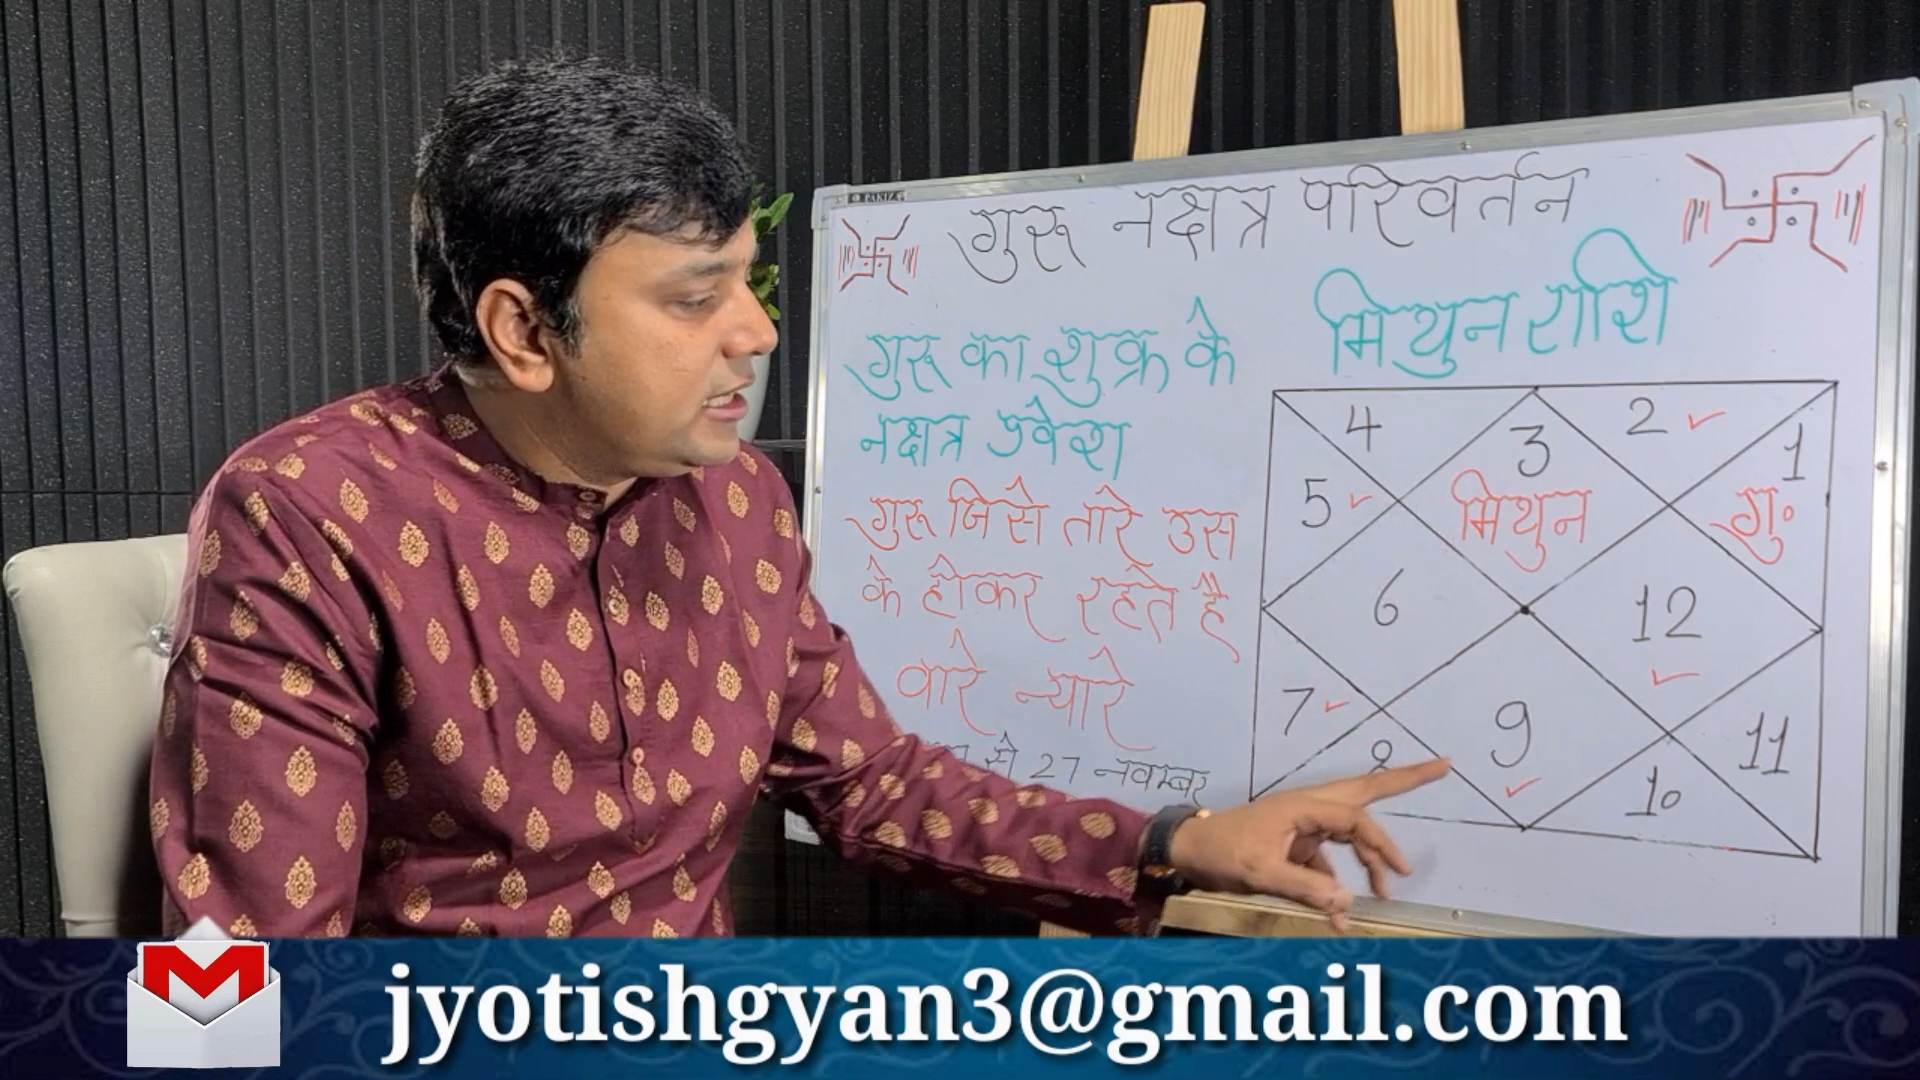 गुरू नक्षत्र परिवर्तन
गुरू का शुक्र के
नक्षत्र प्रवेश
गुरू जिसे तारे उस
के होकर रहते है
वारे न्यारे
से 27 नवम्बर
मिथुन राशि
4
3
2
1
5
मिथुन
गु॰
6
12
7
8
9
10
11
jyotishgyan3@gmail.com